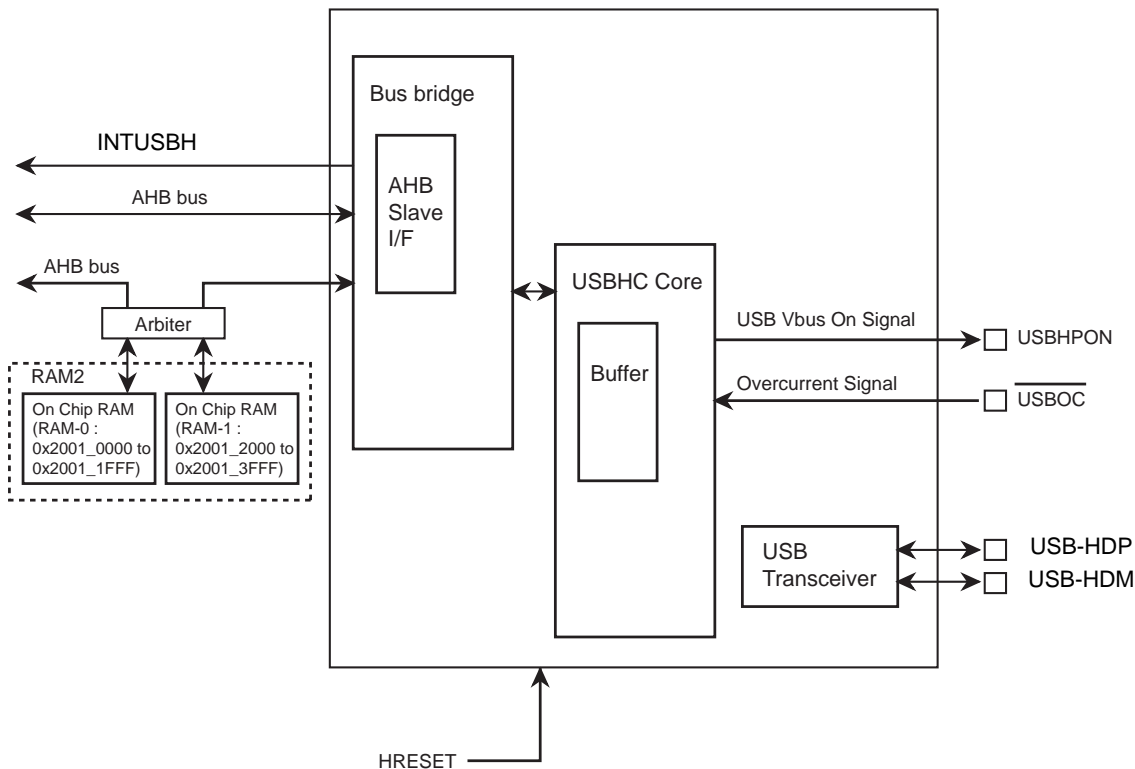 Bus bridge
INTUSBH
AHB bus
AHB
Slave
I/F
AHB bus
Arbiter
RAM2
On Chip RAM
(RAM-0 :
0x2001_0000 to
0x2001_1FFF)
On Chip RAM
(RAM-1 :
0x2001_2000 to
0x2001_3FFF)
USBHC Core
Buffer
USB Vbus On Signal
USBHPON
Overcurrent Signal
USBOC
USB
Transceiver
USB-HDP
USB-HDM
HRESET